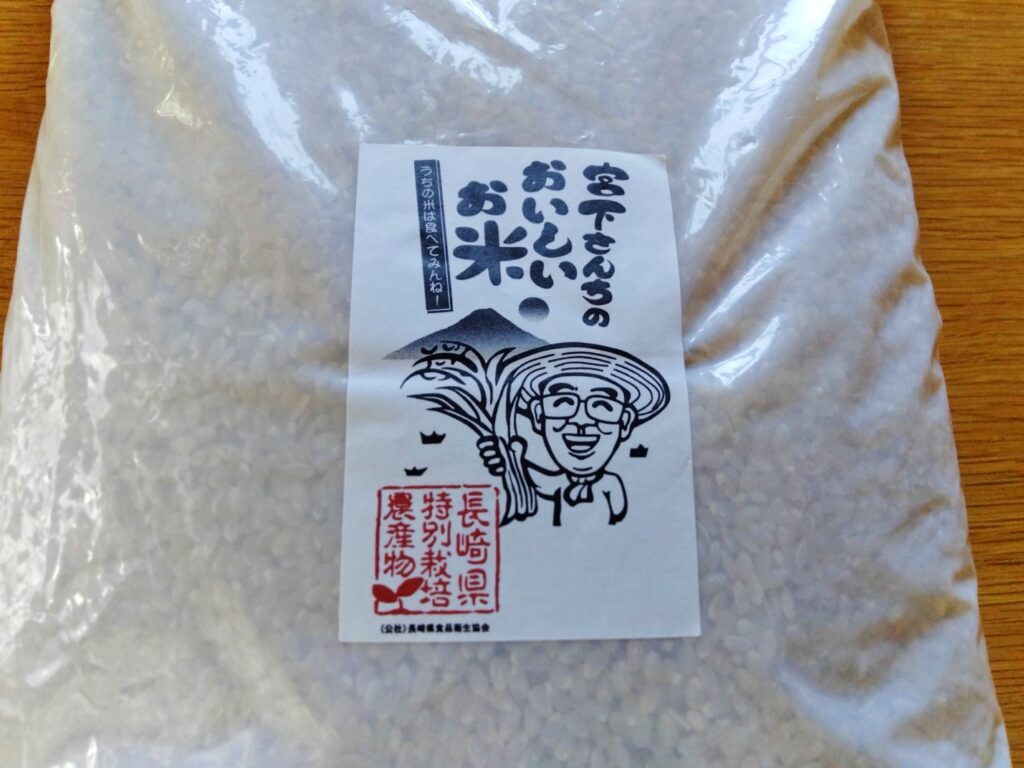 宮下さんちの
おいしい
お米
うちの米は食べてみんね！
長崎県
特別栽培
農産物
(公社)長崎県食品衛生協会